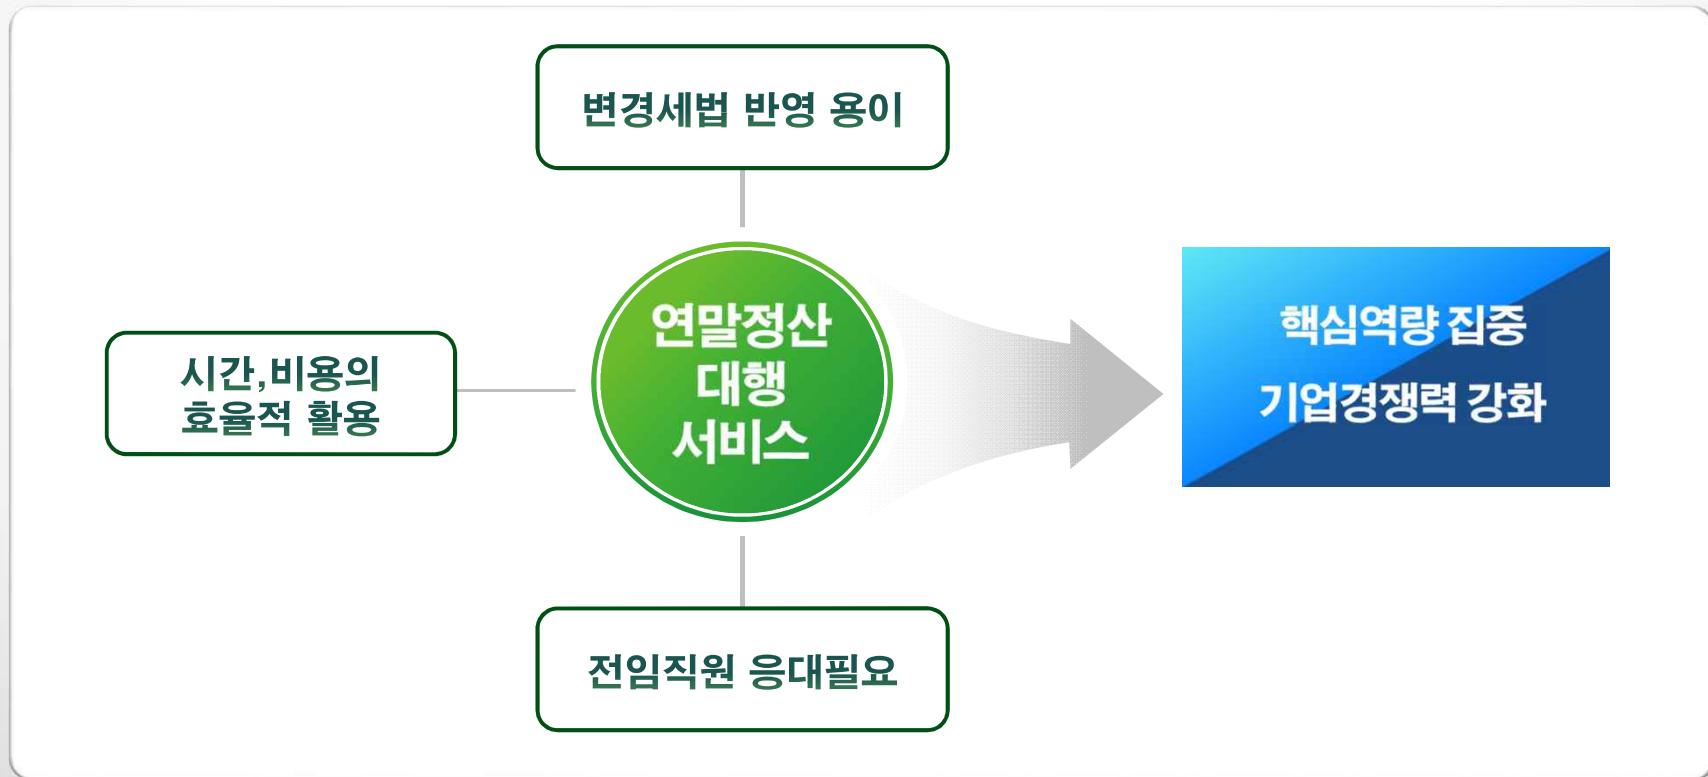 변경세법 반영 용이
시간,비용의
효율적 활용
연말정산
대행
서비스
핵심역량 집중
기업경쟁력 강화
전임직원 응대필요